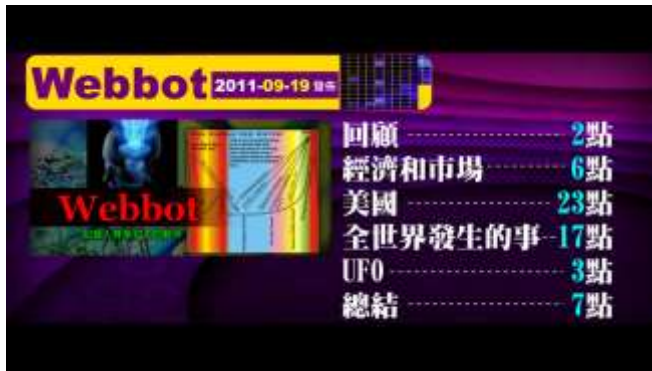 Webbot 2011-09-19 發佈
回顧 2點
經濟和市場 6點
美國 23點
全世界發生的事 17點
UFO 3點
總結 7點
Webbot